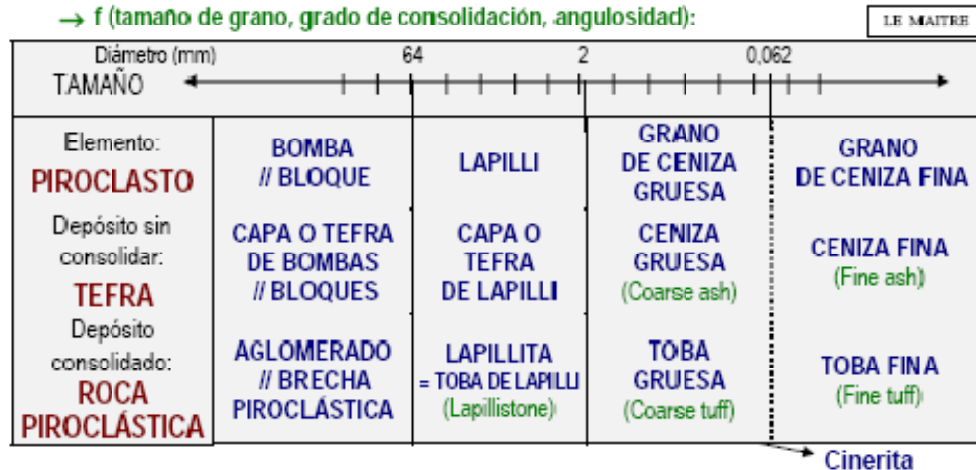 → f (tamaño de grano, grado de consolidación, angulosidad):
LE MAITRE
Diámetro (mm) 64 2 0,062
TAMAÑO
Elemento:
PIROCLASTO
BOMBA
// BLOQUE
LAPILLI
GRANO
DE CENIZA
GRUESA
GRANO
DE CENIZA FINA
Depósito sin
consolidar:
TEFRA
CAPA O TEFRA
DE BOMBAS
// BLOQUES
CAPA O
TEFRA
DE LAPILLI
CENIZA
GRUESA
(Coarse ash)
CENIZA FINA
(Fine ash)
Depósito
consolidado:
ROCA
PIROCLÁSTICA
AGLOMERADO
// BRECHA
PIROCLÁSTICA
LAPILLITA
= TOBA DE LAPILLI
(Lapillistone)
TOBA
GRUESA
(Coarse tuff)
TOBA FINA
(Fine tuff)
Cinerita